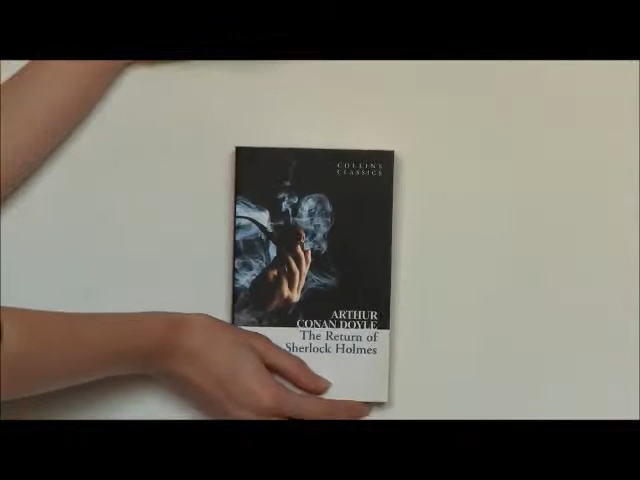 COLLINS
CLASSICS
ARTHUR
CONAN DOYLE
The Return of
Sherlock Holmes